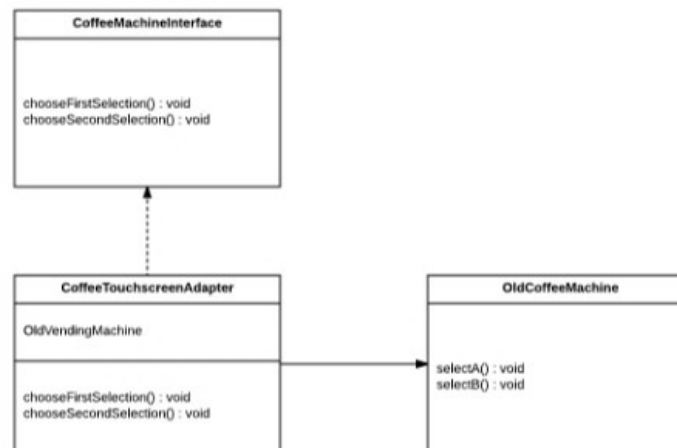 CoffeeMachineInterface
chooseFirstSelection() : void
chooseSecondSelection() : void
CoffeeTouchscreenAdapter
OldVendingMachine
chooseFirstSelection() : void
chooseSecondSelection() : void
OldCoffeeMachine
selectA() : void
selectB() : void